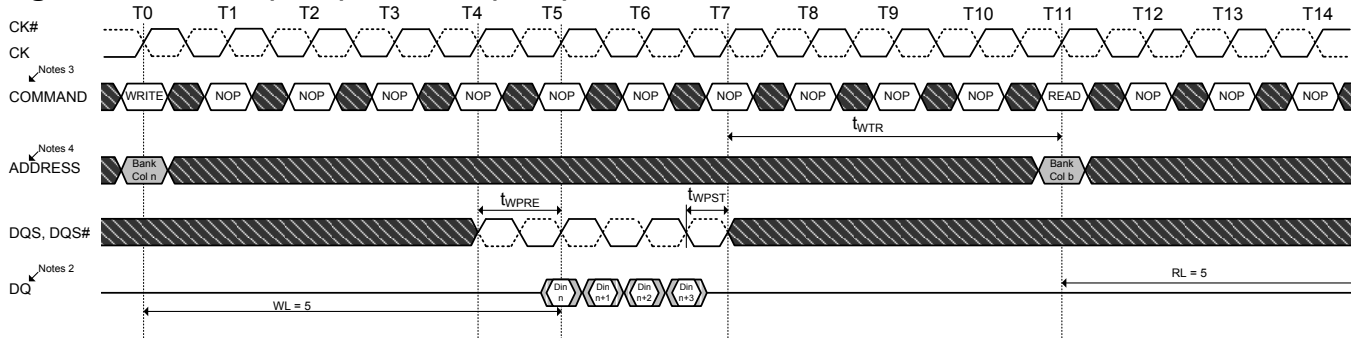 T0 T1 T2 T3 T4 T5 T6 T7 T8 T9 T10 T11 T12 T13 T14
CK#
CK
Notes 3
COMMAND WRITE NOP NOP NOP NOP NOP NOP NOP NOP NOP NOP READ NOP NOP NOP
tWTR
Notes 4
ADDRESS
Bank
Col n
Bank
Col b
tWPRE tWPST
DQS, DQS#
Notes 2
DQ
Din
n
Din
n+1
Din
n+2
Din
n+3
RL = 5
WL = 5